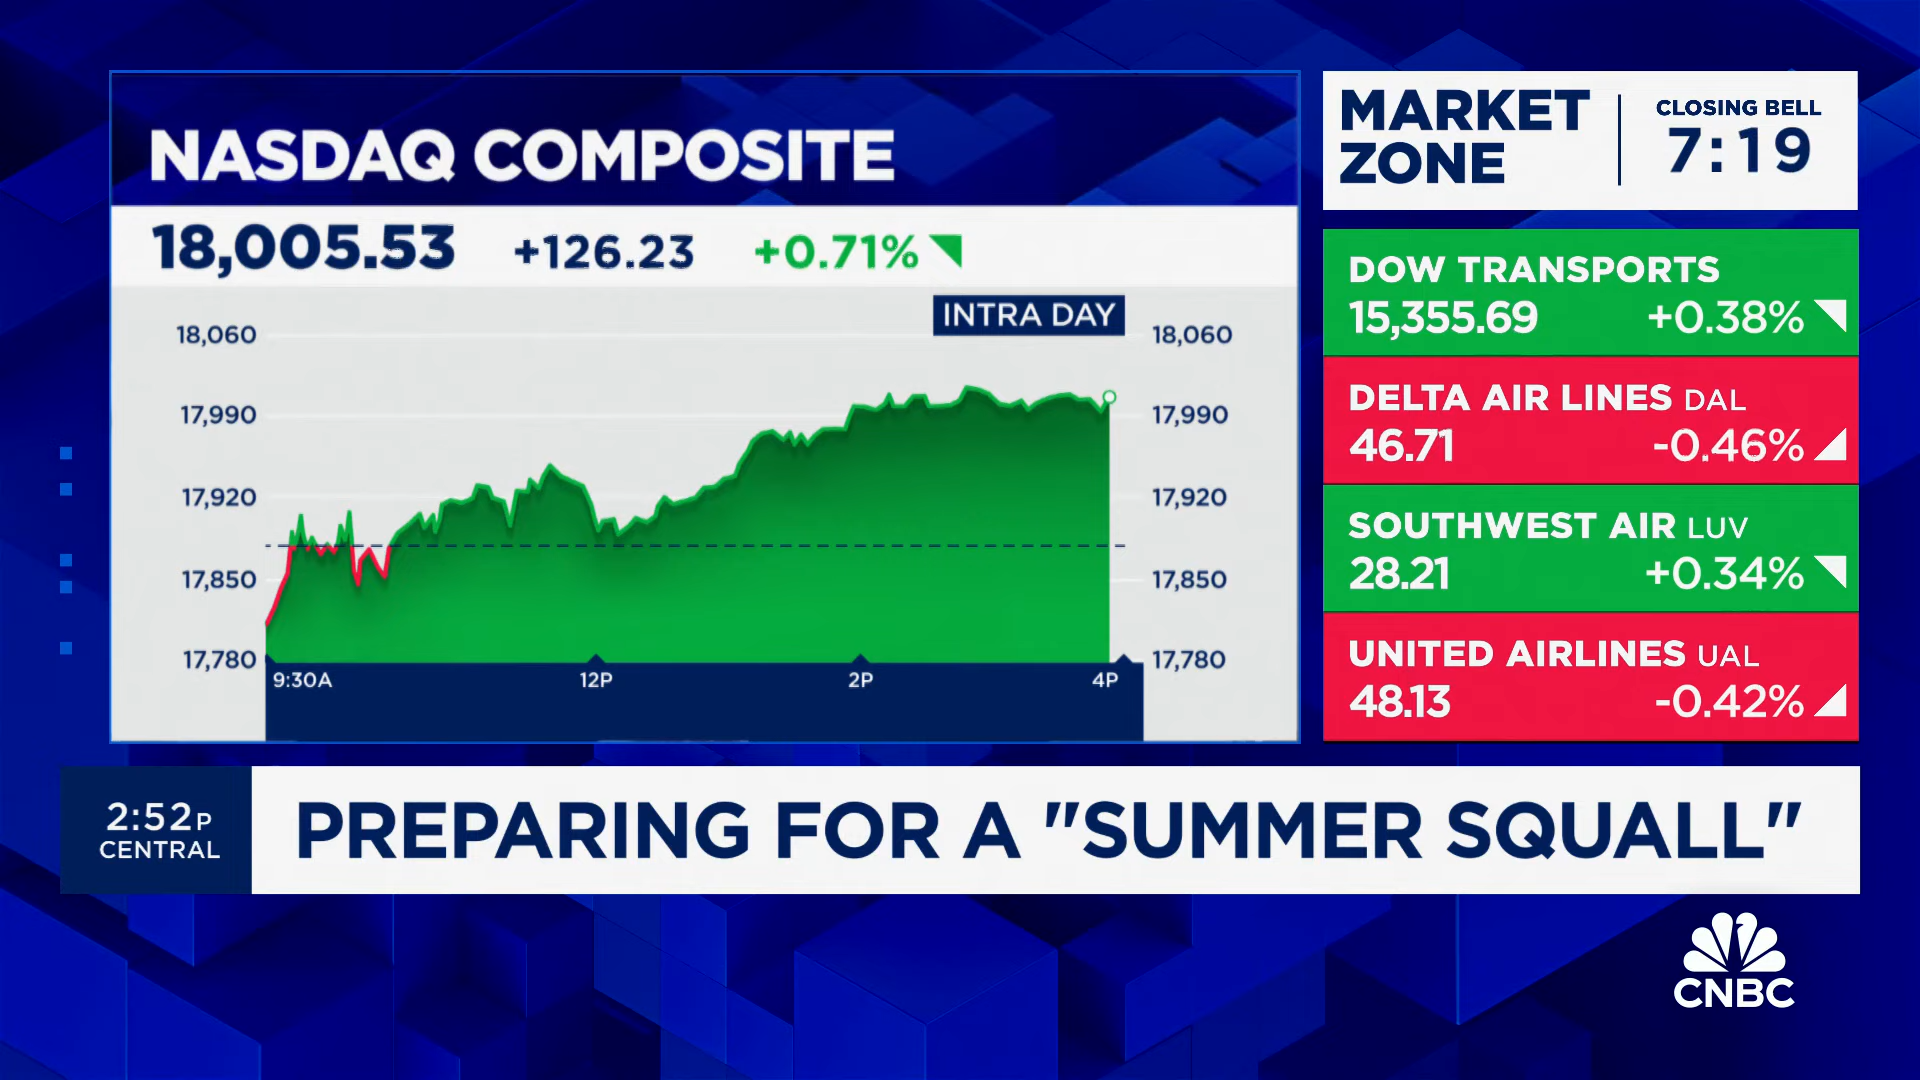 NASDAQ COMPOSITE
18,005.53 +126.23 +0.71%
INTRA DAY
18,060 18,060
17,990 17,990
17,920 17,920
17,850 17,850
17,780 17,780
9:30A 12P 2P 4P
MARKET
ZONE
CLOSING BELL
7:19
DOW TRANSPORTS
15,355.69 +0.38%
DELTA AIR LINES DAL
46.71 -0.46%
SOUTHWEST AIR LUV
28.21 +0.34%
UNITED AIRLINES UAL
48.13 -0.42%
2:52P
CENTRAL
PREPARING FOR A "SUMMER SQUALL"
CNBC